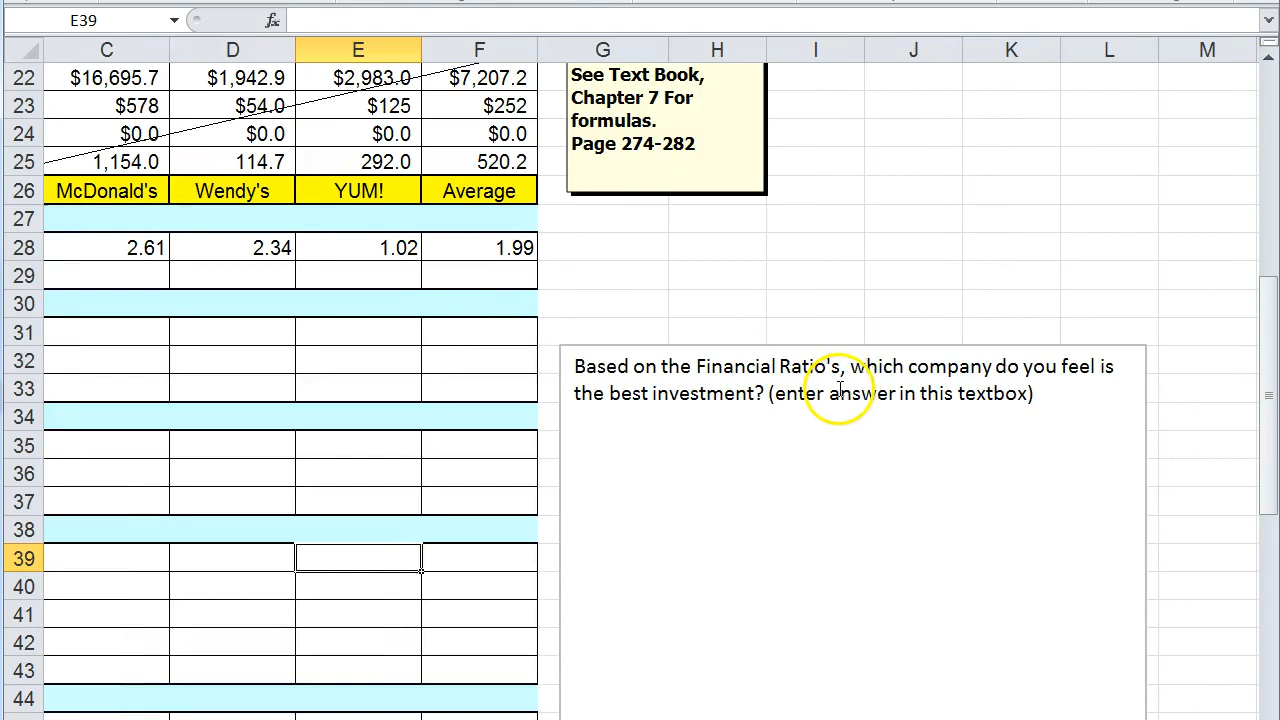 E39 fx
C D E F G H I J K L M
22 $16,695.7 $1,942.9 $2,983.0 $7,207.2
23 $578 $54.0 $125 $252
24 $0.0 $0.0 $0.0 $0.0
25 1,154.0 114.7 292.0 520.2
26 McDonald's Wendy's YUM! Average
27
28 2.61 2.34 1.02 1.99
29
30
31
32
33
34
35
36
37
38
39
40
41
42
43
44
See Text Book,
Chapter 7 For
formulas.
Page 274-282
Based on the Financial Ratio's, which company do you feel is
the best investment? (enter answer in this textbox)